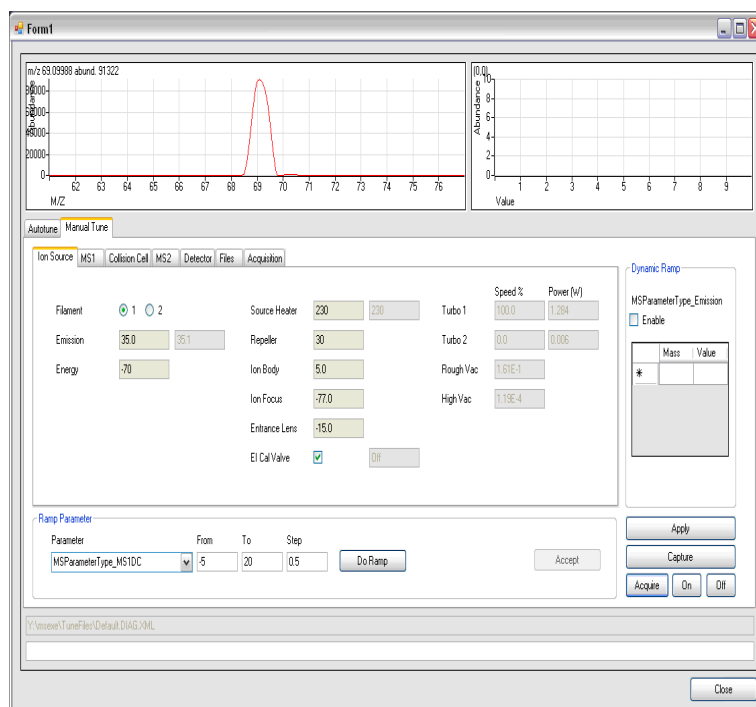 Form1
m/z 69.09988 abund. 91322
Abundance
60000
40000
20000
0
62 63 64 65 66 67 68 69 70 71 72 73 74 75 76
M/Z
(0,0)
Abundance
10
8
6
4
2
0
1 2 3 4 5 6 7 8 9
Value
Autotune Manual Tune
Ion Source MS1 Collision Cell MS2 Detector Files Acquisition
Filament 1 2
Emission 35.0 35.1
Energy -70
Source Heater 230 230
Repeller 30
Ion Body 5.0
Ion Focus -77.0
Entrance Lens -15.0
EI Cal Valve Off
Speed % Power (W)
Turbo 1 100.0 1.284
Turbo 2 0.0 0.006
Rough Vac 1.61E-1
High Vac 1.19E-4
Dynamic Ramp
MSParameterType_Emission
Enable
Mass Value
Ramp Parameter
Parameter From To Step
MSParameterType_MS1DC -5 20 0.5 Do Ramp Accept
Apply
Capture
Acquire On Off
Y:\msexe\TuneFiles\Default.DIAG.XML
Close